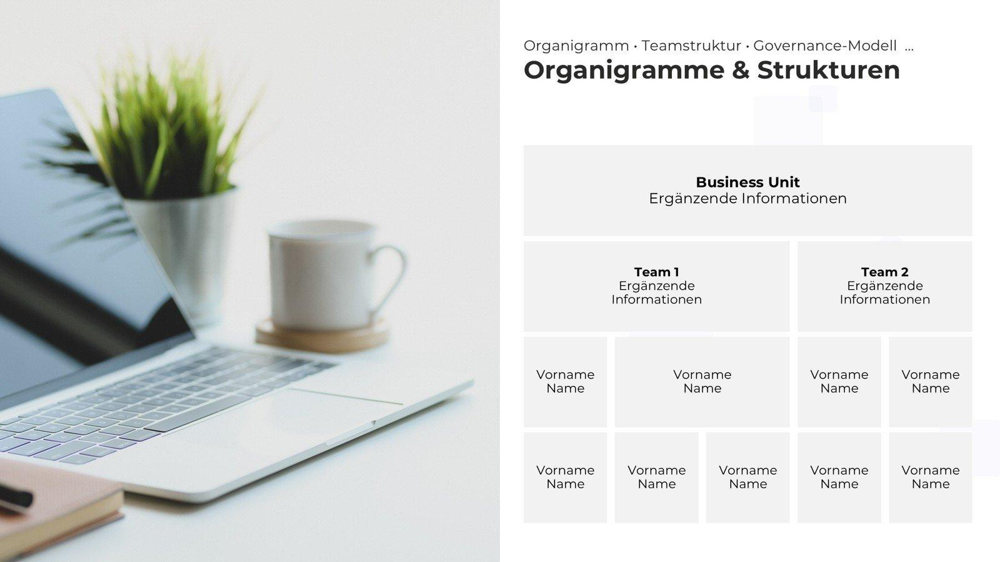 Organigramm • Teamstruktur • Governance-Modell ...
Organigramme & Strukturen
Business Unit
Ergänzende Informationen
Team 1
Ergänzende
Informationen
Team 2
Ergänzende
Informationen
Vorname
Name
Vorname
Name
Vorname
Name
Vorname
Name
Vorname
Name
Vorname
Name
Vorname
Name
Vorname
Name
Vorname
Name